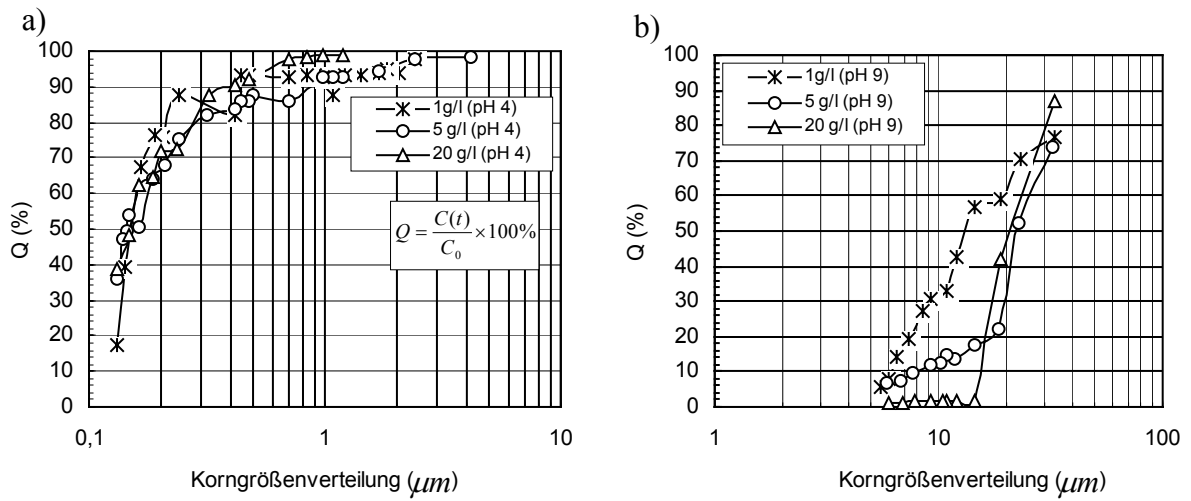 a)
100
90
80
70
60
50
40
30
20
10
0
Q (%)
1g/l (pH 4)
5 g/l (pH 4)
20 g/l (pH 4)
Q = C(t)/C₀ × 100%
0,1
1
10
Korngrößenverteilung (μm)
b)
100
90
80
70
60
50
40
30
20
10
0
Q (%)
1g/l (pH 9)
5 g/l (pH 9)
20 g/l (pH 9)
1
10
100
Korngrößenverteilung (μm)